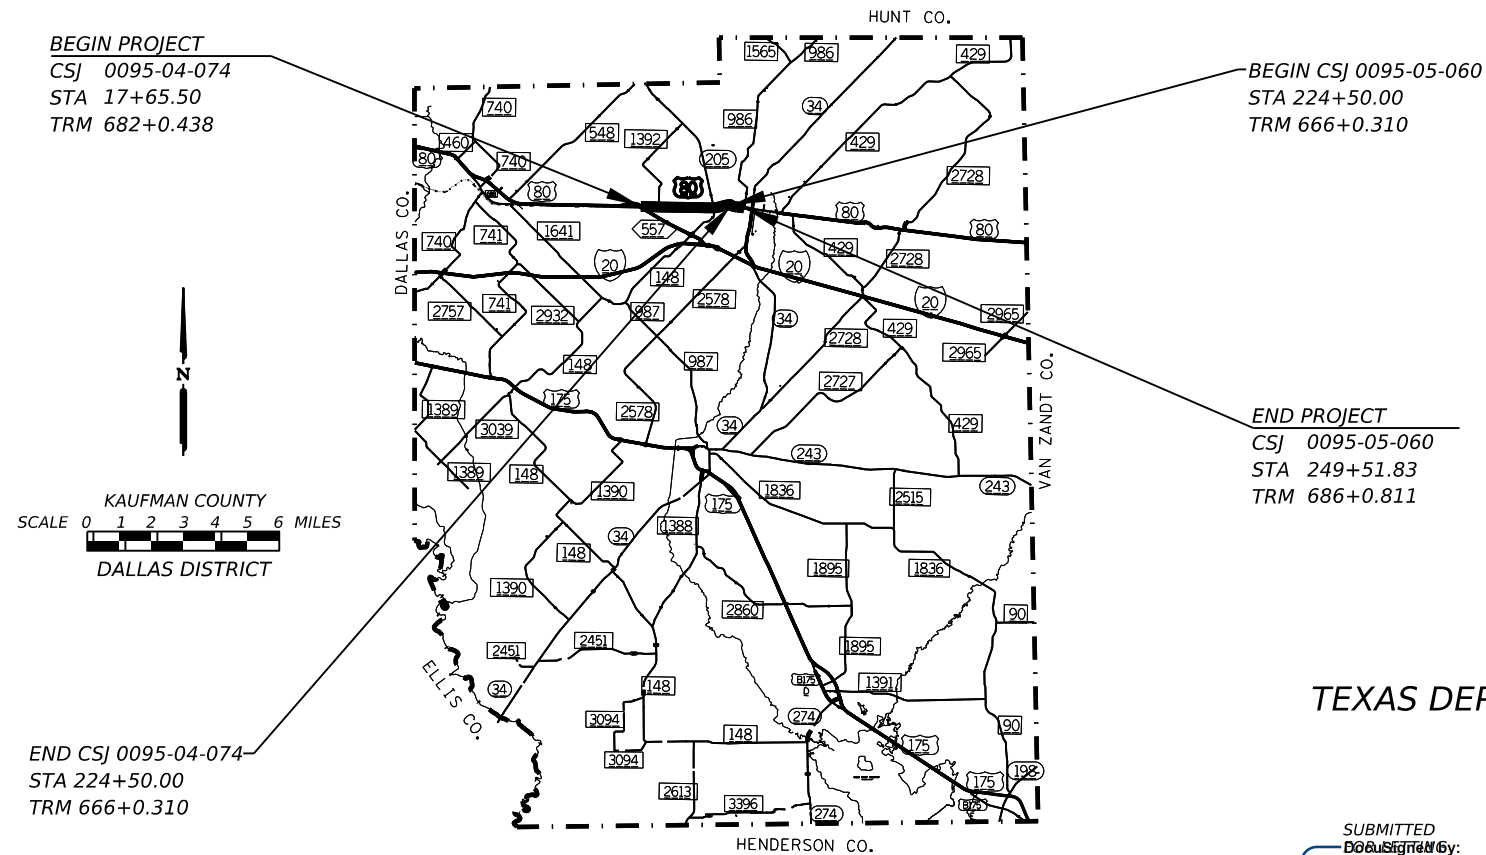 HUNT CO.
BEGIN PROJECT
CSJ 0095-04-074
STA 17+65.50
TRM 682+0.438
BEGIN CSJ 0095-05-060
STA 224+50.00
TRM 666+0.310
1565
986
429
740
34
986
548
1392
429
460
80
740
205
2728
80
80
80
557
740
741
1641
429
80
2728
DALLAS CO.
20
20
148
2578
20
2757
741
2932
987
34
2965
2728
429
2965
N
148
987
2727
VAN ZANDT CO.
175
1389
2578
34
429
3039
243
END PROJECT
CSJ 0095-05-060
STA 249+51.83
TRM 686+0.811
1389
148
1390
1836
2515
243
175
KAUFMAN COUNTY
SCALE 0 1 2 3 4 5 6 MILES
DALLAS DISTRICT
34
1388
148
1895
1836
1390
2860
90
2451
2451
1895
ELLIS CO.
34
148
B175
D
1391
3094
274
90
148
175
3094
198
175
2613
3396
274
B175
END CSJ 0095-04-074
STA 224+50.00
TRM 666+0.310
HENDERSON CO.
TEXAS DEP
SUBMITTED
FOR LETTING:
DocuSigned by: